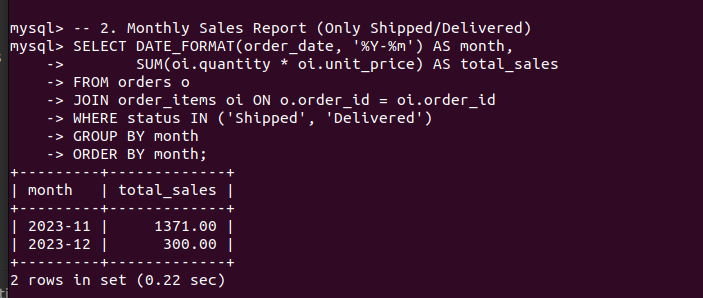 mysql> -- 2. Monthly Sales Report (Only Shipped/Delivered)
mysql> SELECT DATE_FORMAT(order_date, '%Y-%m') AS month,
    ->        SUM(oi.quantity * oi.unit_price) AS total_sales
    -> FROM orders o
    -> JOIN order_items oi ON o.order_id = oi.order_id
    -> WHERE status IN ('Shipped', 'Delivered')
    -> GROUP BY month
    -> ORDER BY month;
+---------+-------------+
| month   | total_sales |
+---------+-------------+
| 2023-11 |     1371.00 |
| 2023-12 |      300.00 |
+---------+-------------+
2 rows in set (0.22 sec)